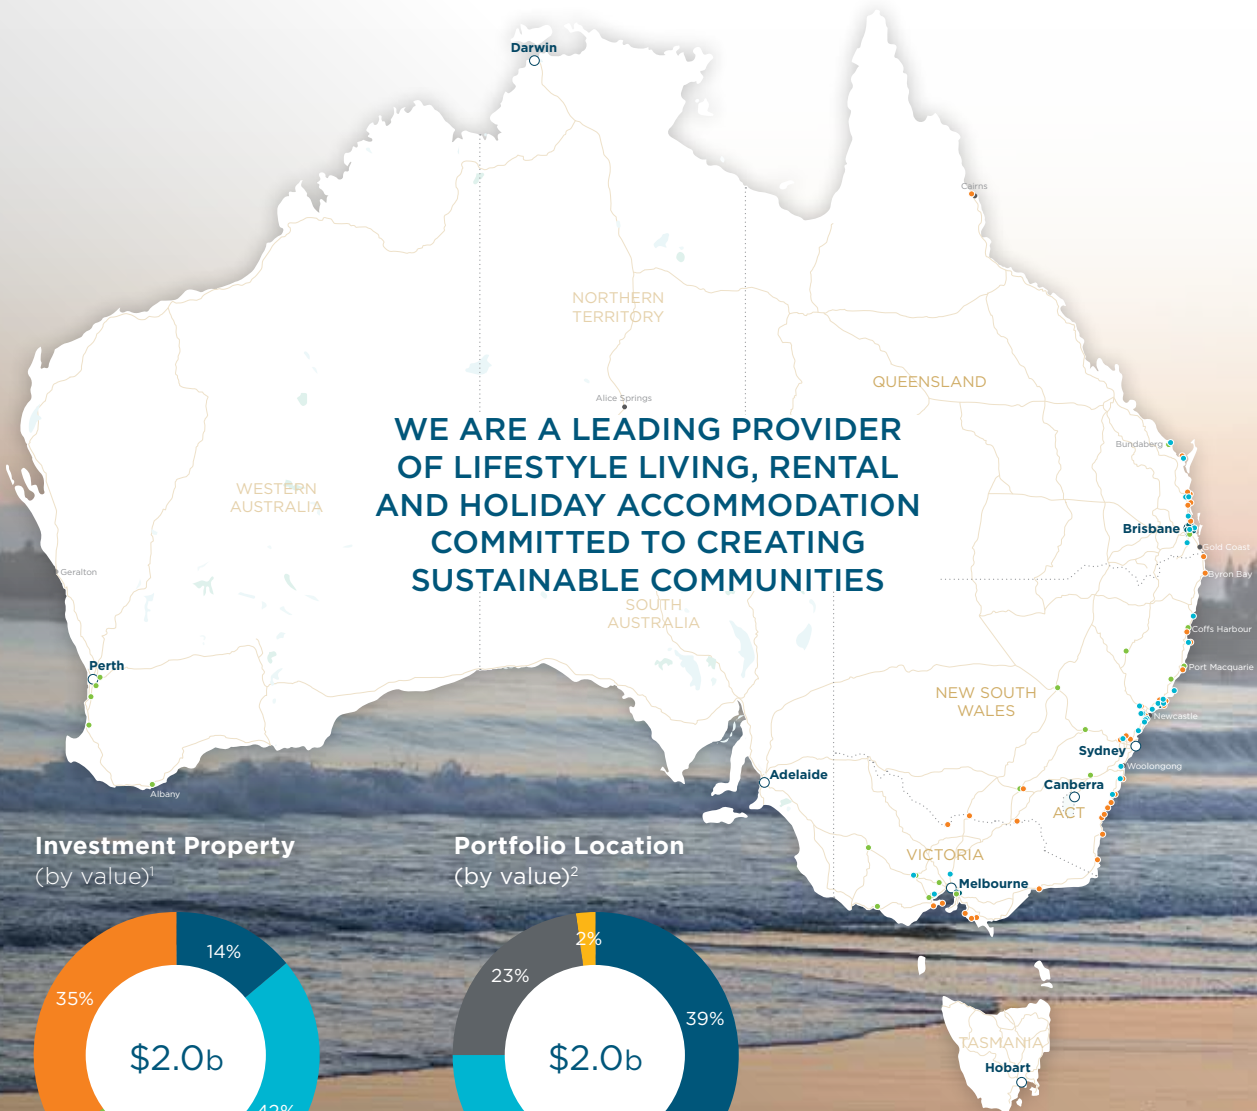 Darwin
Cairns
NORTHERN
TERRITORY
QUEENSLAND
Alice Springs
WE ARE A LEADING PROVIDER
OF LIFESTYLE LIVING, RENTAL
AND HOLIDAY ACCOMMODATION
COMMITTED TO CREATING
SUSTAINABLE COMMUNITIES
Bundaberg
WESTERN
AUSTRALIA
Brisbane
Gold Coast
Geralton
Byron Bay
SOUTH
AUSTRALIA
Coffs Harbour
Perth
Port Macquarie
NEW SOUTH
WALES
Newcastle
Sydney
Woolongong
Adelaide
Canberra
Albany
ACT
Investment Property
(by value)1
Portfolio Location
(by value)2
VICTORIA
Melbourne
14%
35%
$2.0b
42%
2%
23%
39%
$2.0b
TASMANIA
Hobart